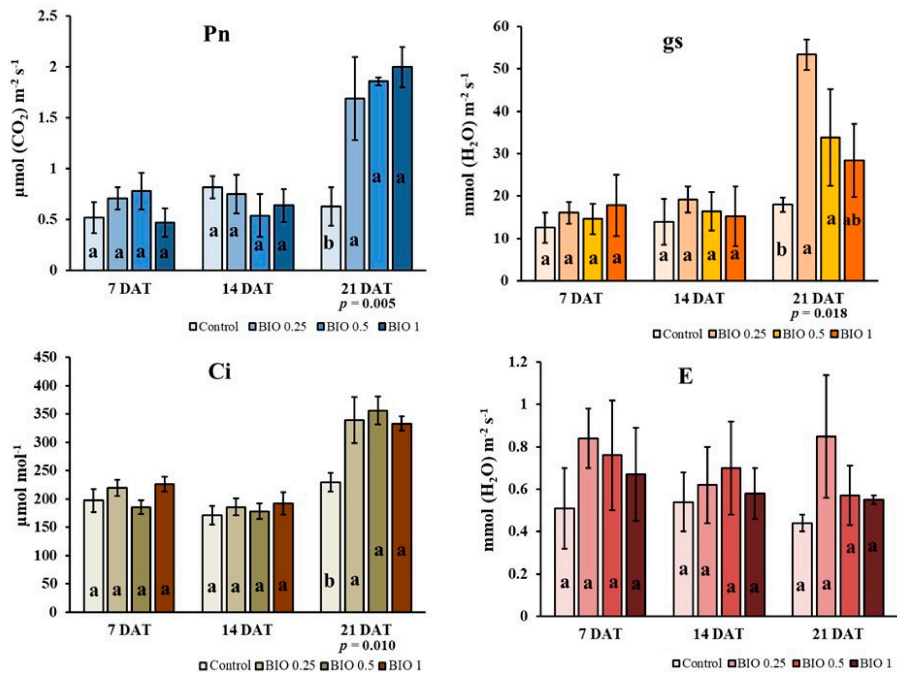 Pn
µmol (CO₂) m⁻² s⁻¹
2.5
2
1.5
1
0.5
0
a a a a
a a a a
b a a a
7 DAT 14 DAT 21 DAT
p = 0.005
Control BIO 0.25 BIO 0.5 BIO 1
gs
mmol (H₂O) m⁻² s⁻¹
60
50
40
30
20
10
0
a a a a
a a a a
b a a ab
7 DAT 14 DAT 21 DAT
p = 0.018
Control BIO 0.25 BIO 0.5 BIO 1
Ci
µmol mol⁻¹
450
400
350
300
250
200
150
100
50
0
a a a a
a a a a
b a a a
7 DAT 14 DAT 21 DAT
p = 0.010
Control BIO 0.25 BIO 0.5 BIO 1
E
mmol (H₂O) m⁻² s⁻¹
1.2
1
0.8
0.6
0.4
0.2
0
a a a a
a a a a
a a a a
7 DAT 14 DAT 21 DAT
Control BIO 0.25 BIO 0.5 BIO 1